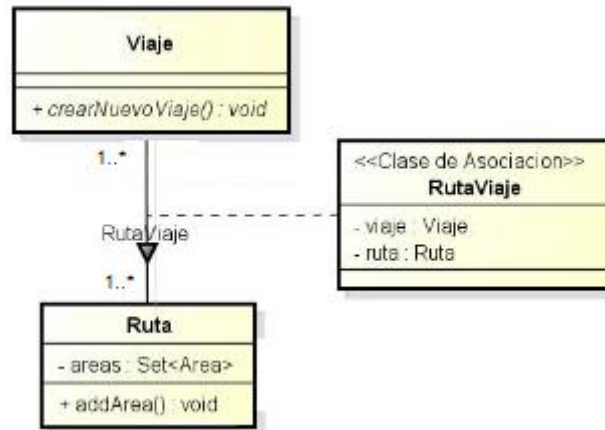 Viaje
+ crearNuevoViaje() : void
1..*
RutaViaje
1..*
Ruta
- areas : Set<Area>
+ addArea() : void
<<Clase de Asociacion>>
RutaViaje
- viaje : Viaje
- ruta : Ruta